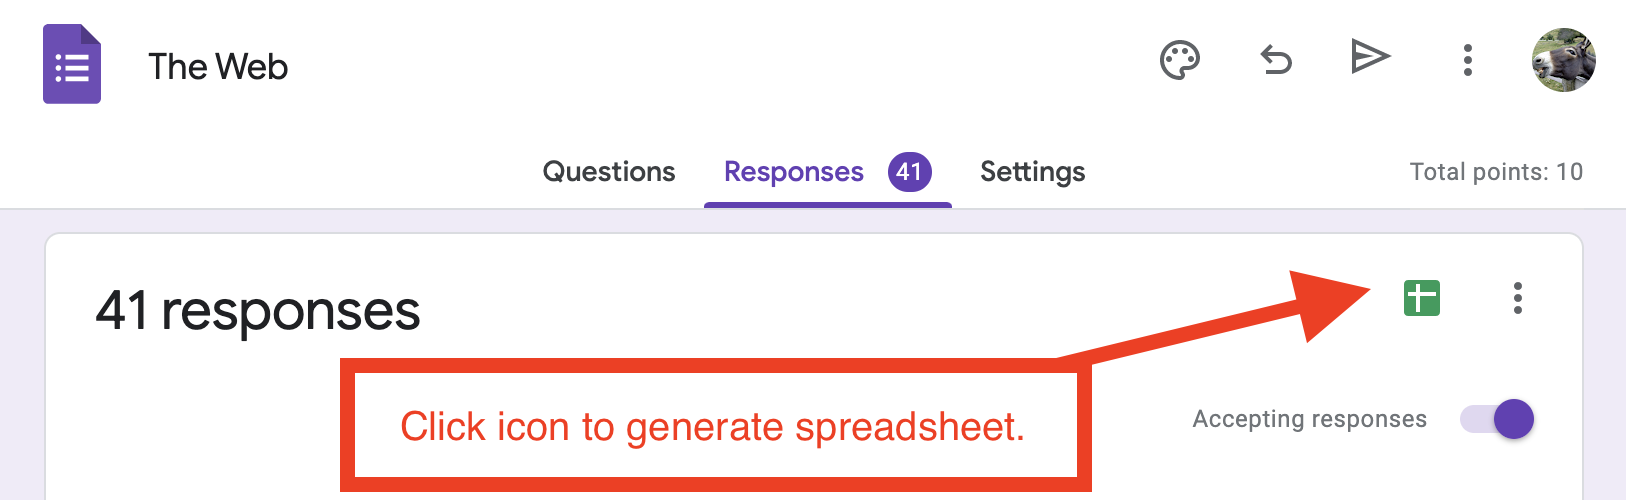 The Web
Questions Responses 41 Settings Total points: 10
41 responses
Click icon to generate spreadsheet.
Accepting responses